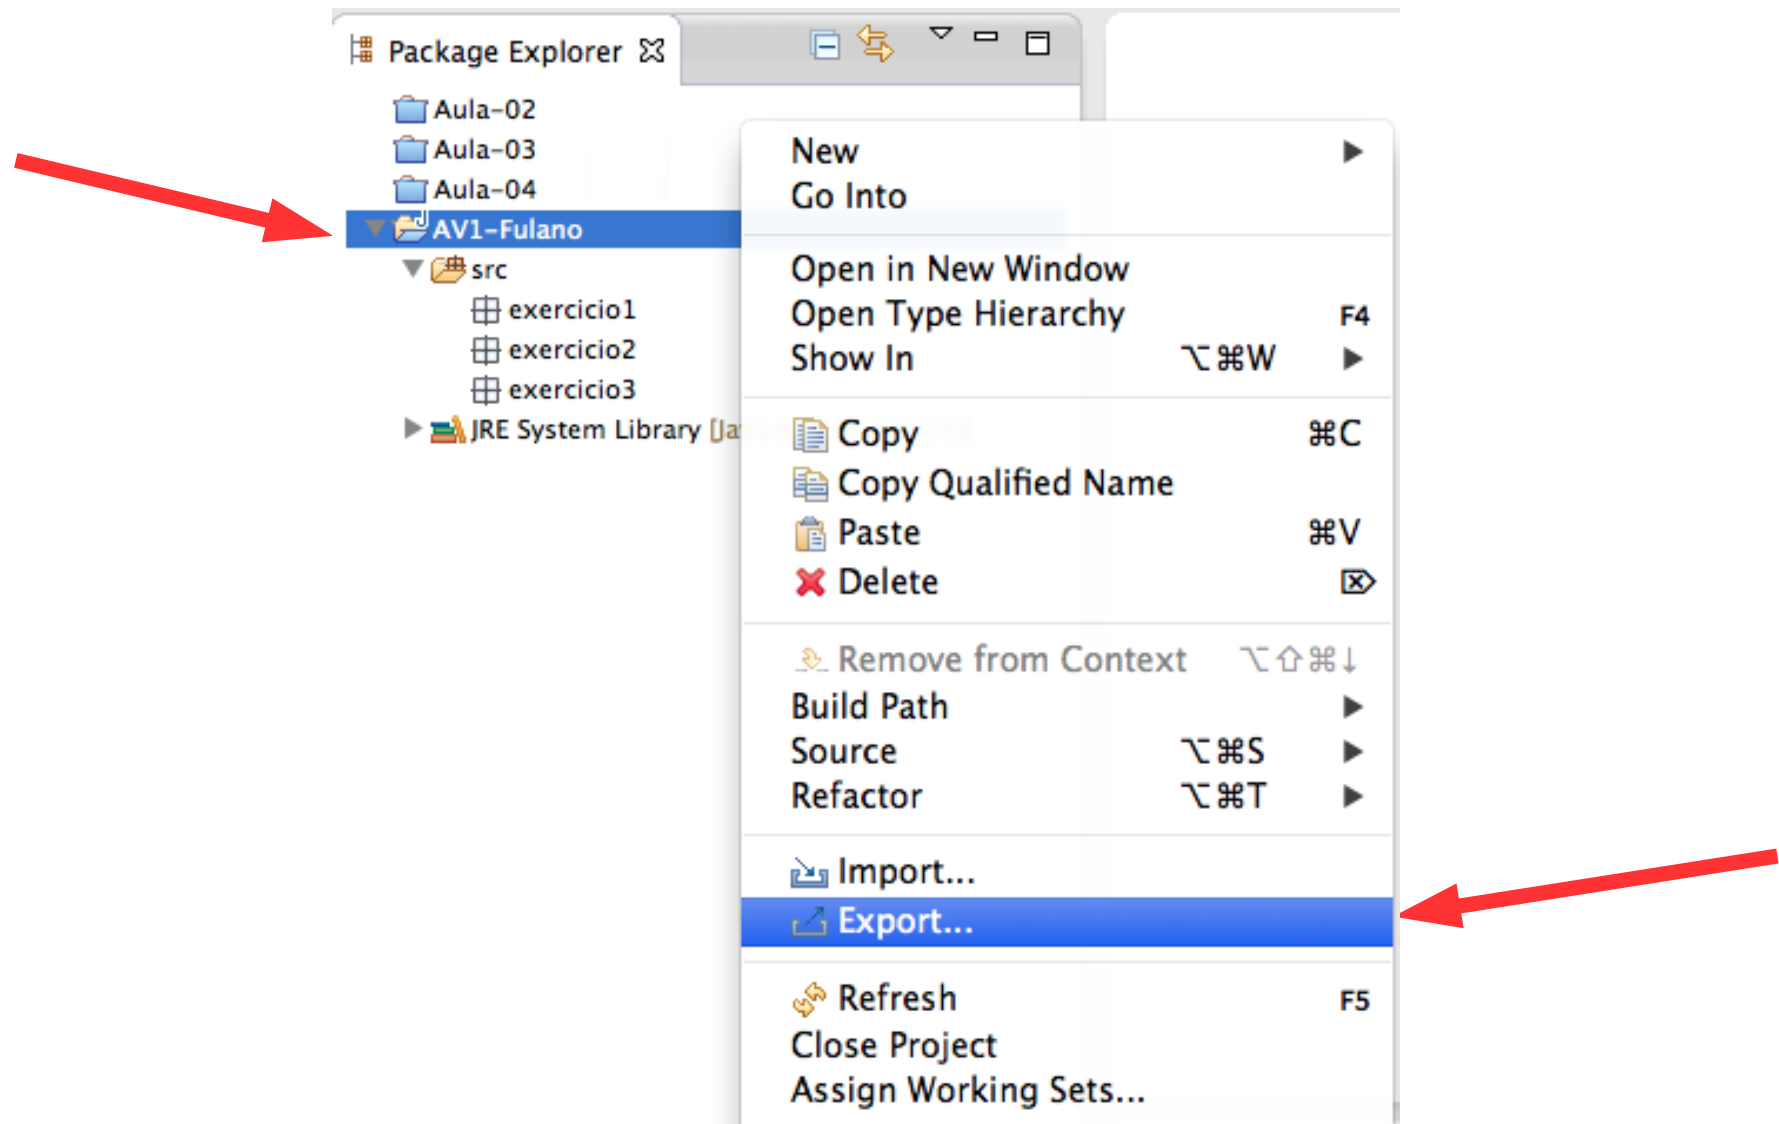 Package Explorer
Aula-02
Aula-03
Aula-04
AV1-Fulano
src
exercicio1
exercicio2
exercicio3
JRE System Library [Ja
New
Go Into
Open in New Window
Open Type Hierarchy F4
Show In ⌥⌘W
Copy ⌘C
Copy Qualified Name
Paste ⌘V
Delete ⌦
Remove from Context ⌥⇧⌘↓
Build Path
Source ⌥⌘S
Refactor ⌥⌘T
Import...
Export...
Refresh F5
Close Project
Assign Working Sets...